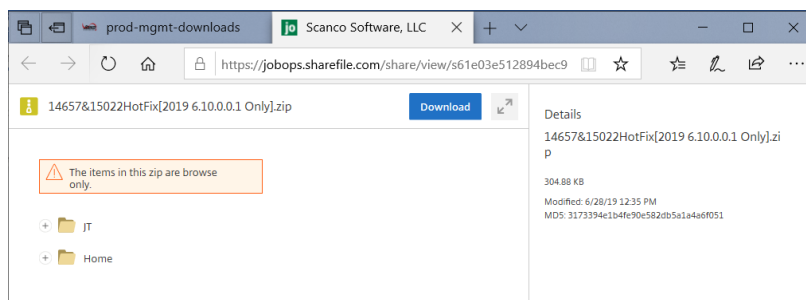 prod-mgmt-downloads
jo
Scanco Software, LLC
https://jobops.sharefile.com/share/view/s61e03e512894bec9
14657&15022HotFix[2019 6.10.0.0.1 Only].zip
Download
The items in this zip are browse
only.
JT
Home
Details
14657&15022HotFix[2019 6.10.0.0.1 Only].zi
p
304.88 KB
Modified: 6/28/19 12:35 PM
MD5: 3173394e1b4fe90e582db5a1a4a6f051